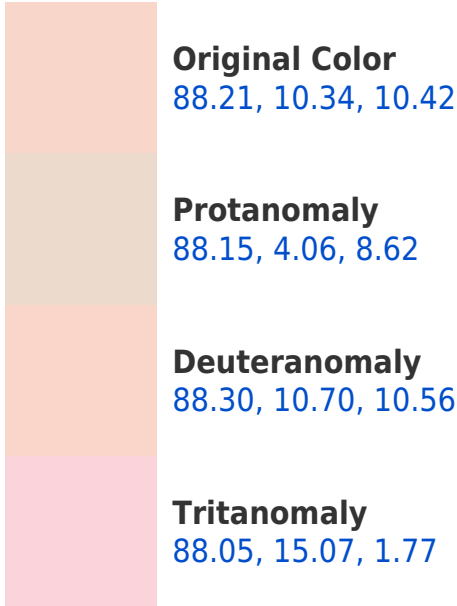 Original Color
88.21, 10.34, 10.42
Protanomaly
88.15, 4.06, 8.62
Deuteranomaly
88.30, 10.70, 10.56
Tritanomaly
88.05, 15.07, 1.77